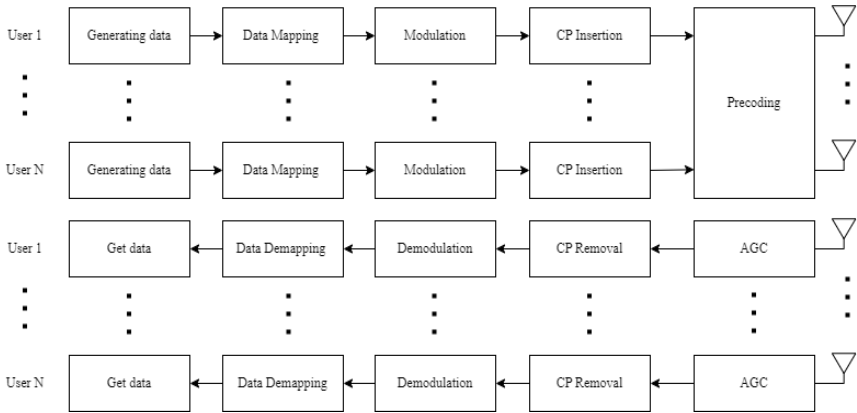 User 1 Generating data Data Mapping Modulation CP Insertion
Precoding
User N Generating data Data Mapping Modulation CP Insertion
User 1 Get data Data Demapping Demodulation CP Removal AGC
User N Get data Data Demapping Demodulation CP Removal AGC